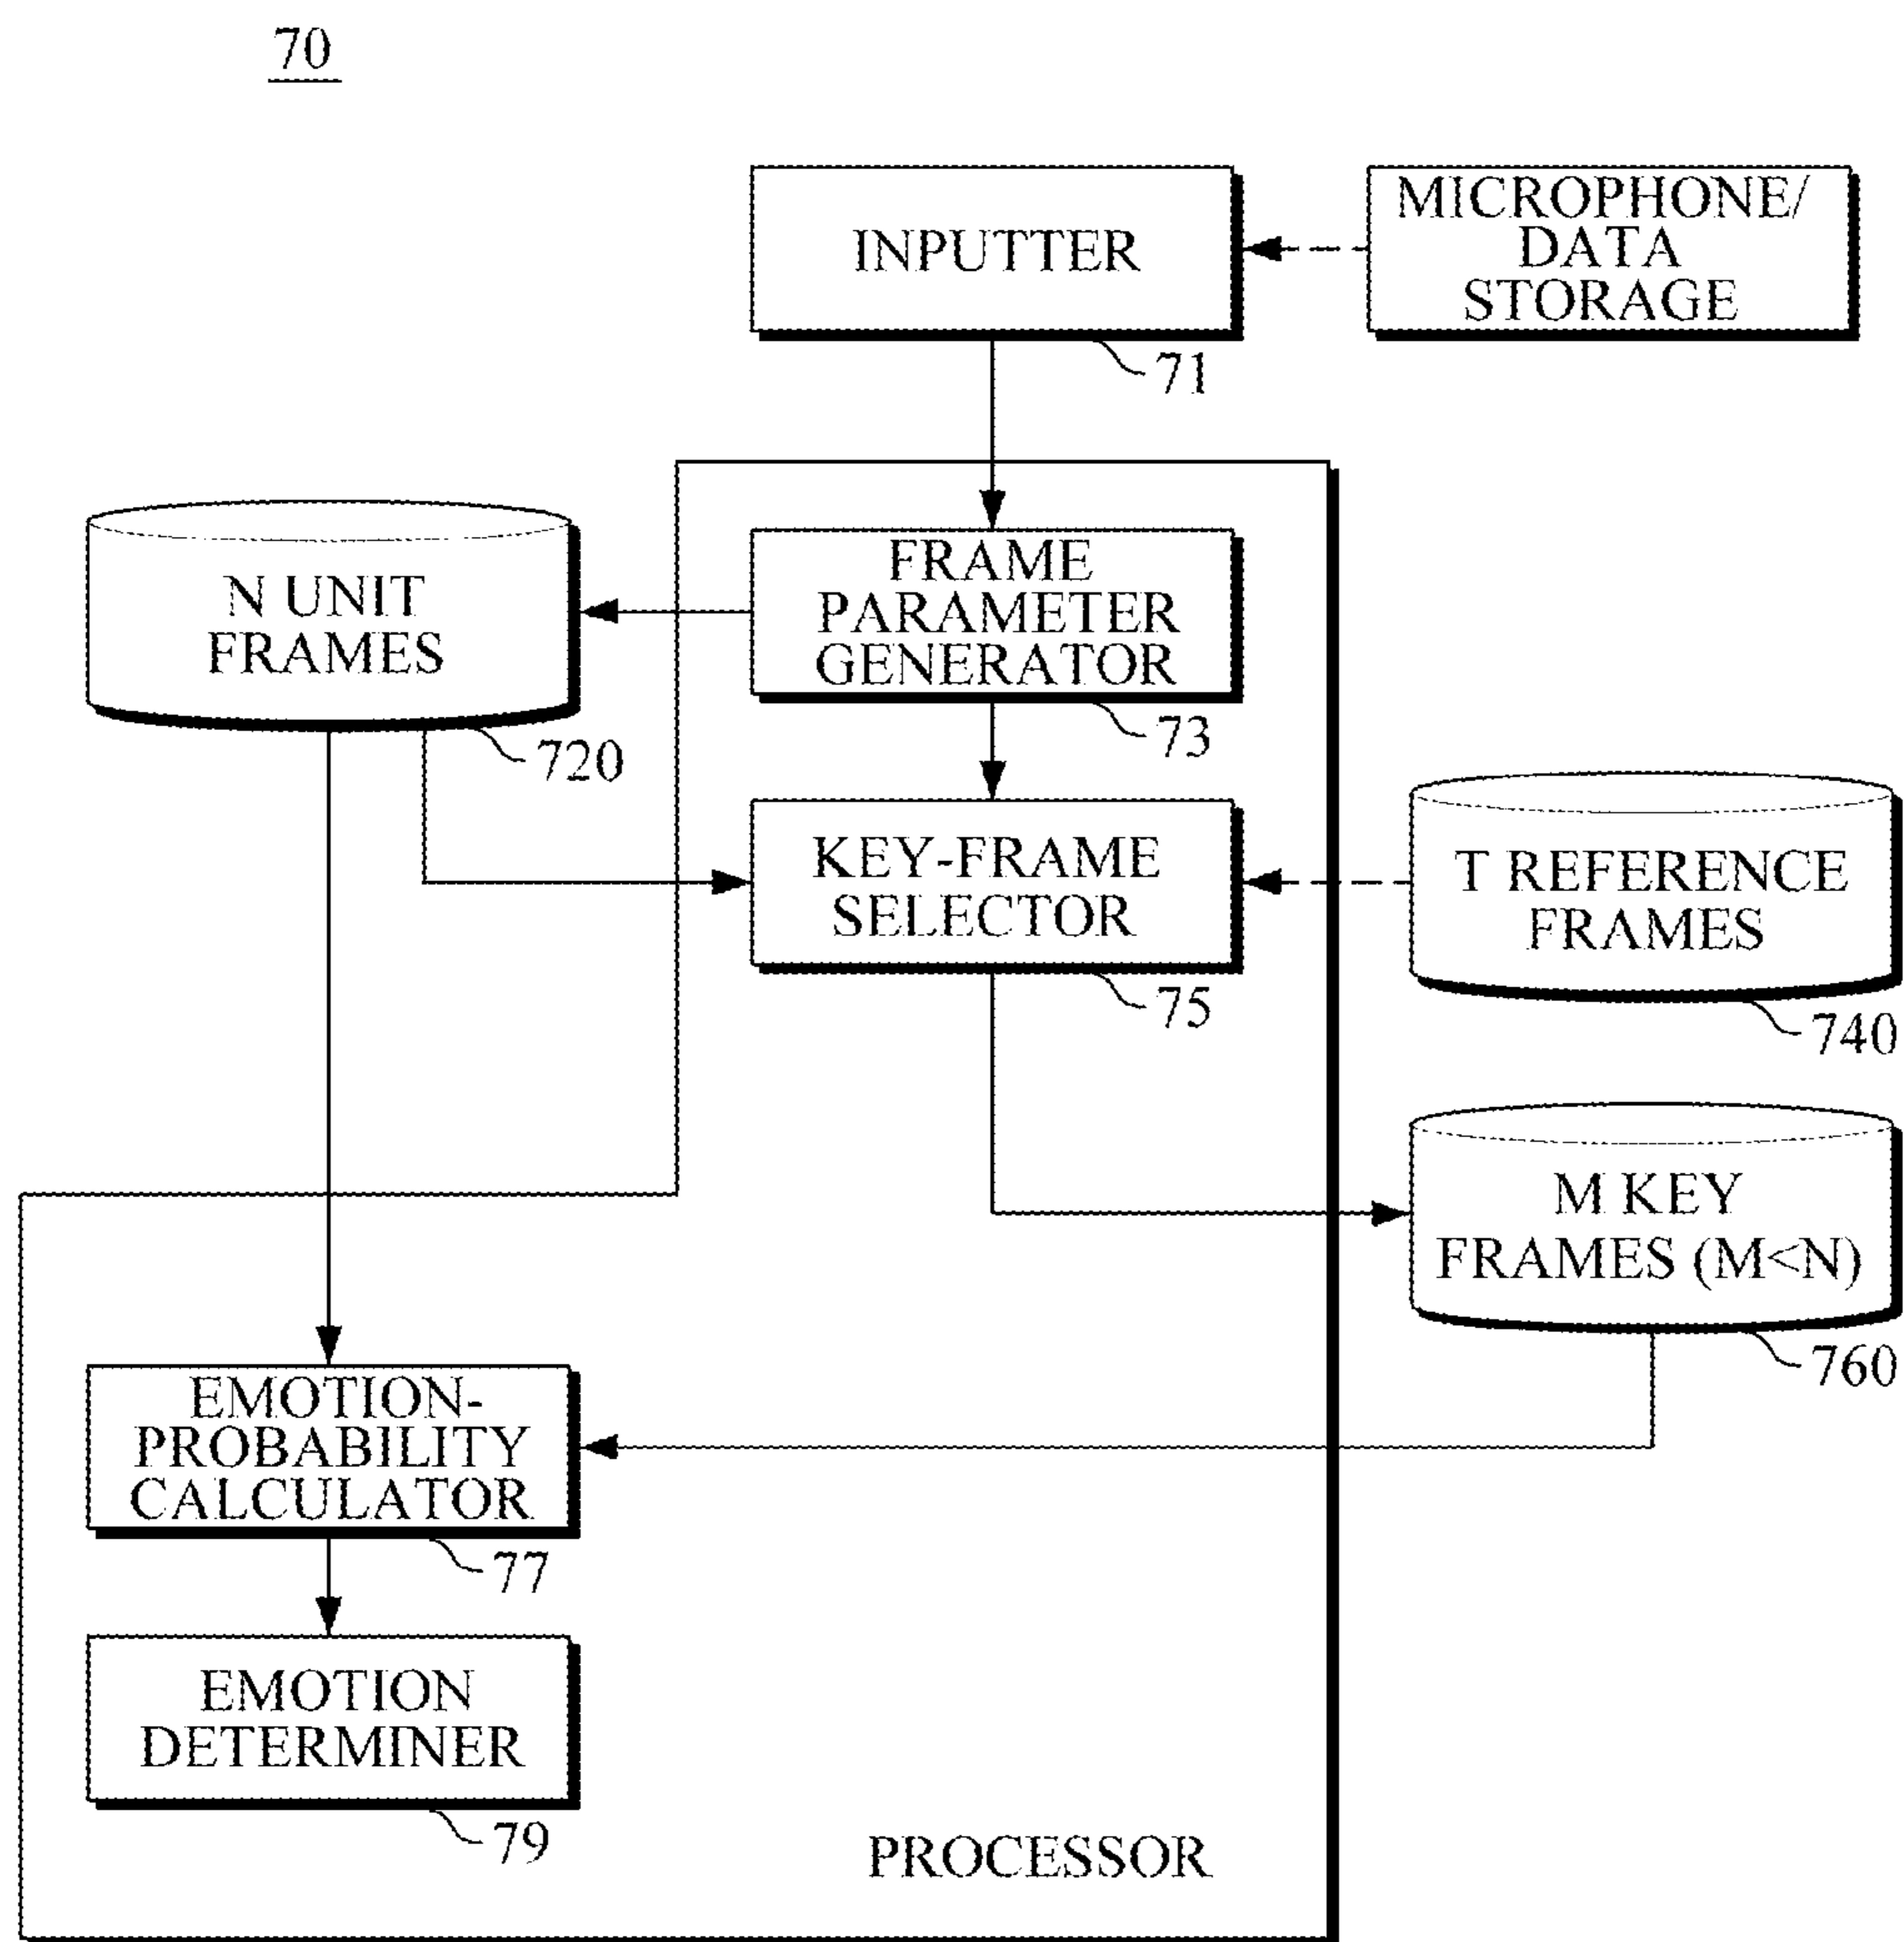 70
INPUTTER
71
MICROPHONE/
DATA
STORAGE
N UNIT
FRAMES
720
FRAME
PARAMETER
GENERATOR
73
KEY-FRAME
SELECTOR
75
T REFERENCE
FRAMES
740
M KEY
FRAMES (M<N)
760
EMOTION-
PROBABILITY
CALCULATOR
77
EMOTION
DETERMINER
79
PROCESSOR